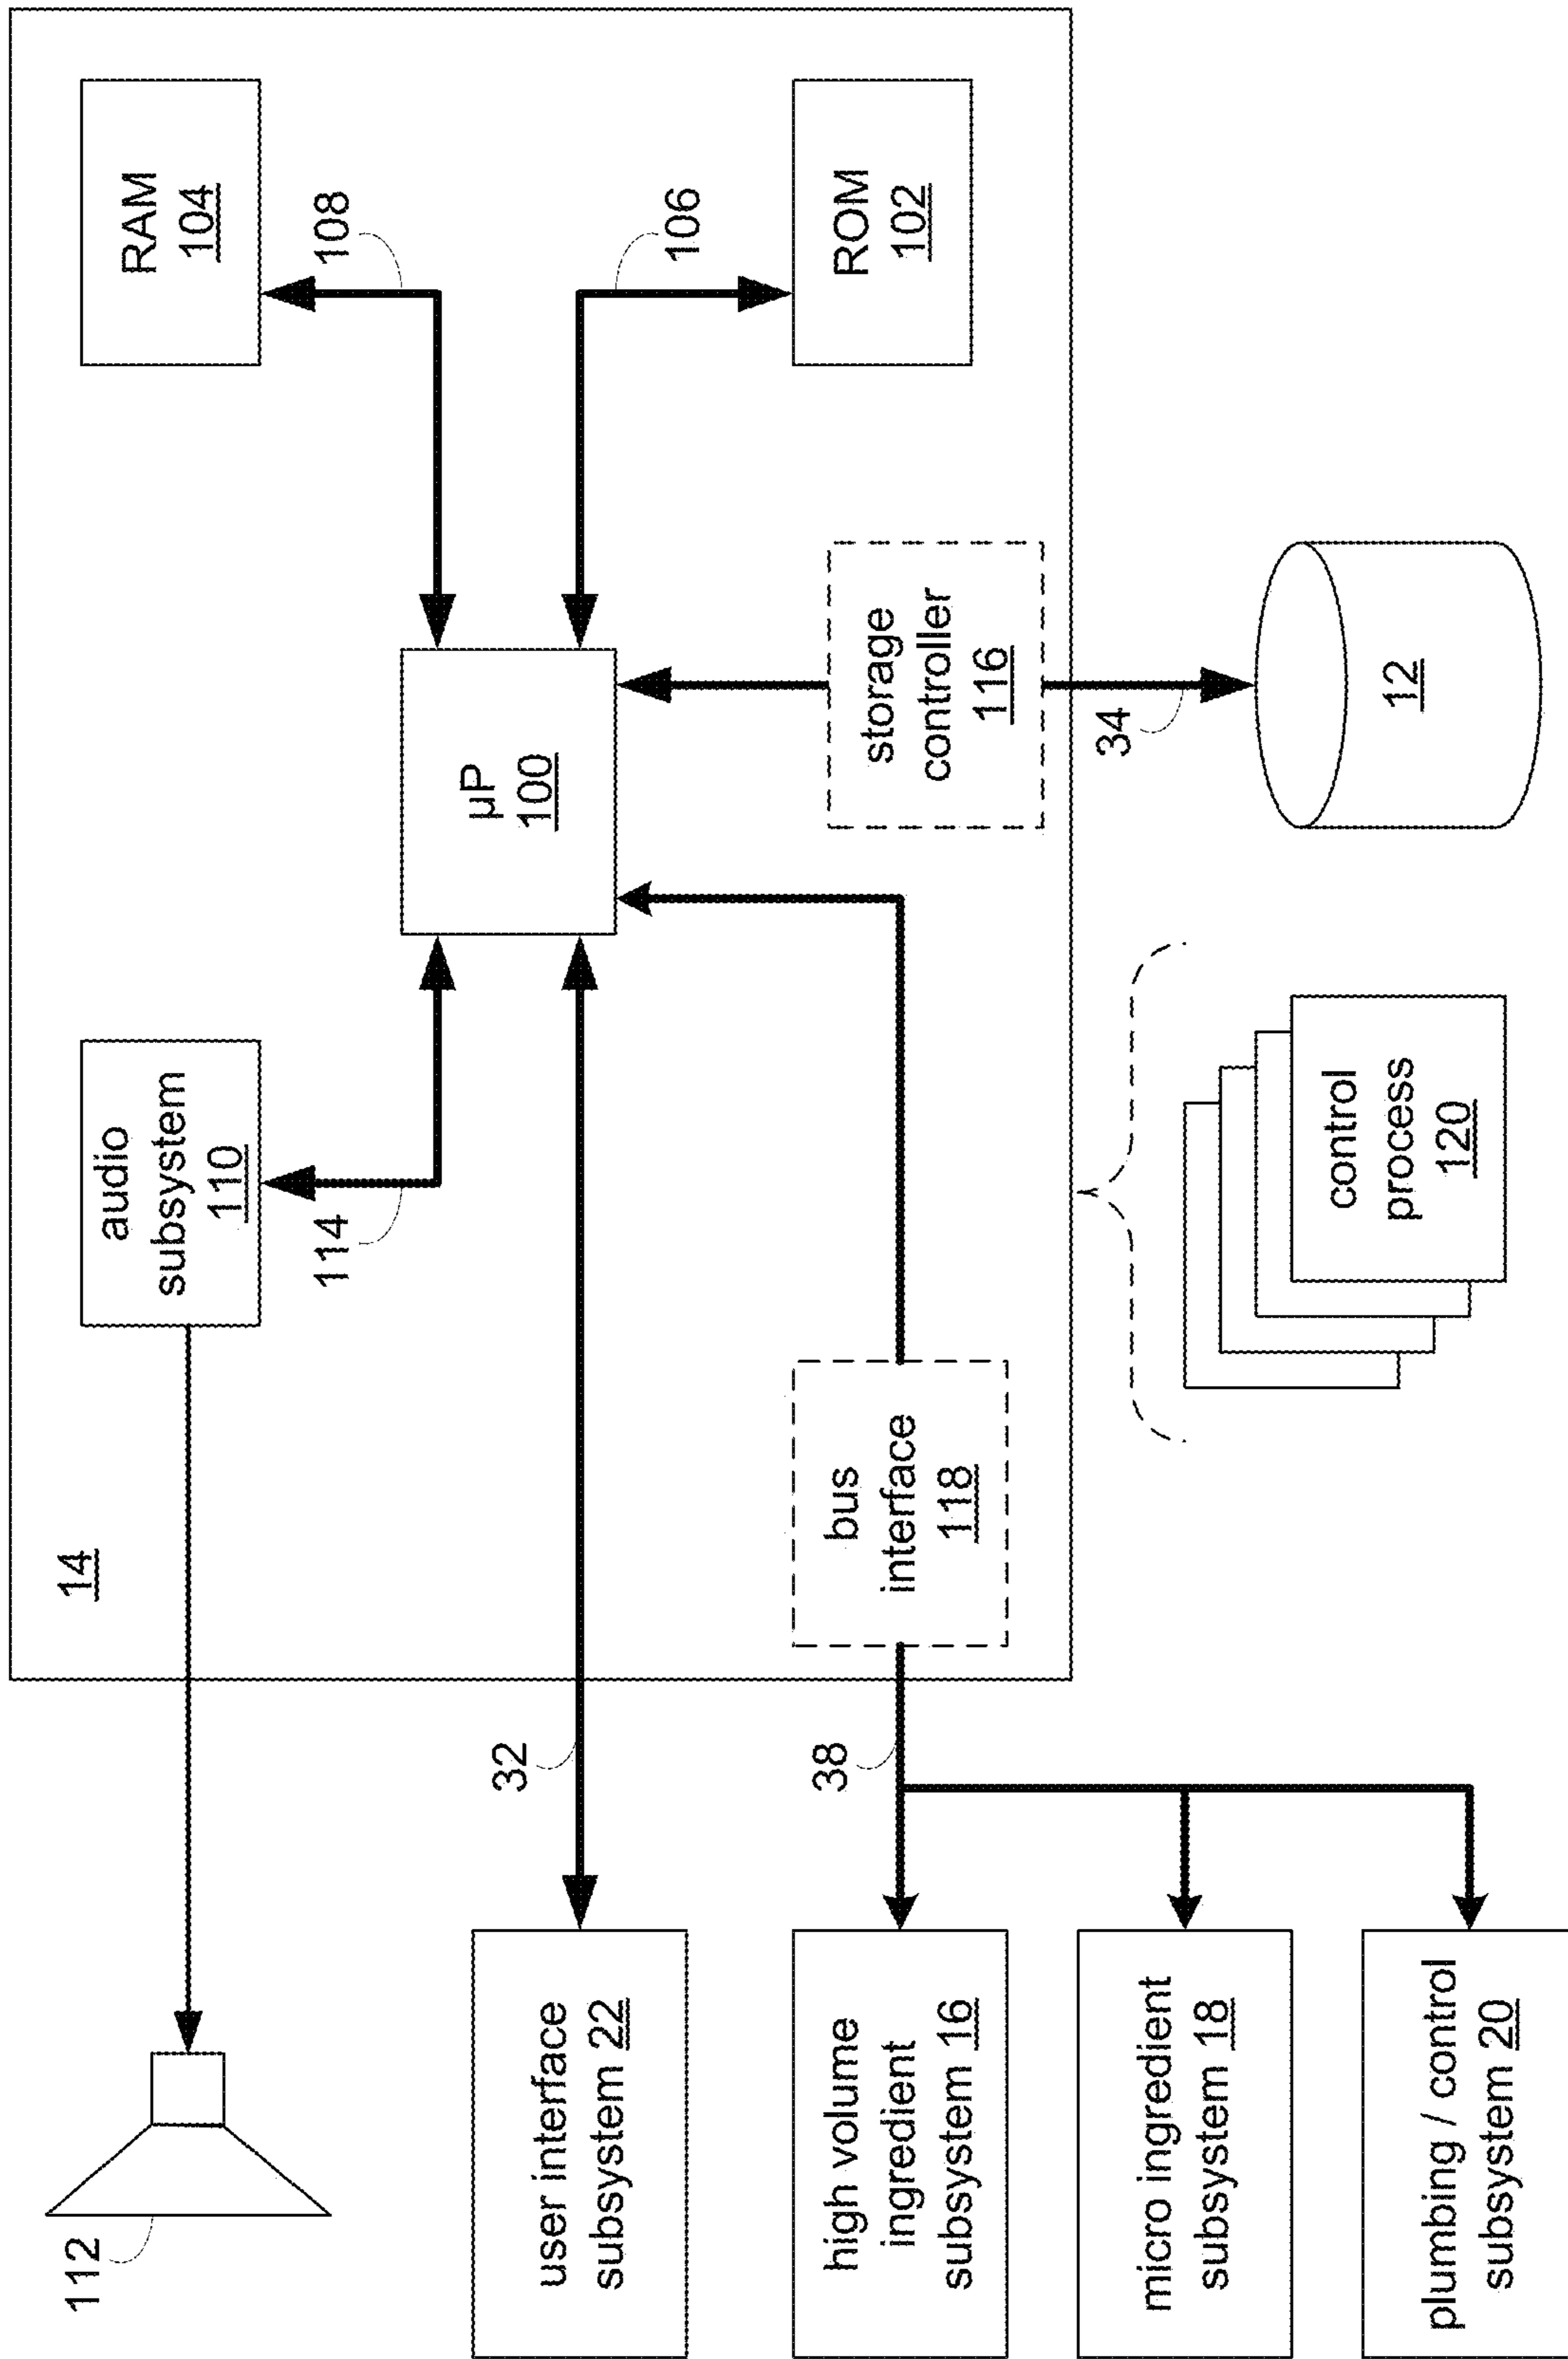 112
14
audio
subsystem
110
114
RAM
104
108
µP
100
106
ROM
102
user interface
subsystem 22
32
high volume
ingredient
subsystem 16
38
bus
interface
118
storage
controller
116
34
12
micro ingredient
subsystem 18
plumbing / control
subsystem 20
control
process
120